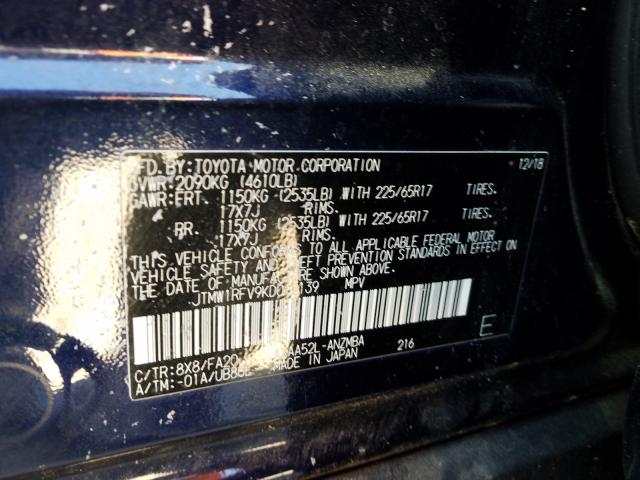 MFD. BY: TOYOTA MOTOR CORPORATION 12/18
GVWR: 2090KG (4610LB)
GAWR: FRT. 1150KG (2535LB) WITH 225/65R17 TIRES.
17X7J RIMS.
RR. 1150KG (2535LB) WITH 225/65R17 TIRES.
17X7J RIMS.
THIS VEHICLE CONFORMS TO ALL APPLICABLE FEDERAL MOTOR
VEHICLE SAFETY AND THEFT PREVENTION STANDARDS IN EFFECT ON
THE DATE OF MANUFACTURE SHOWN ABOVE.
MPV
E
C/TR: 8X8/FA20 AA52L-ANZMBA 216
A/TM: -01A/ MADE IN JAPAN